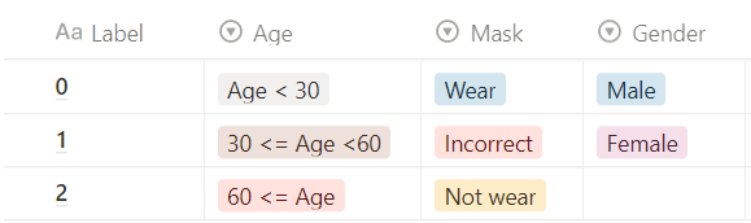 Aa Label Age Mask Gender
0 Age < 30 Wear Male
1 30 <= Age <60 Incorrect Female
2 60 <= Age Not wear